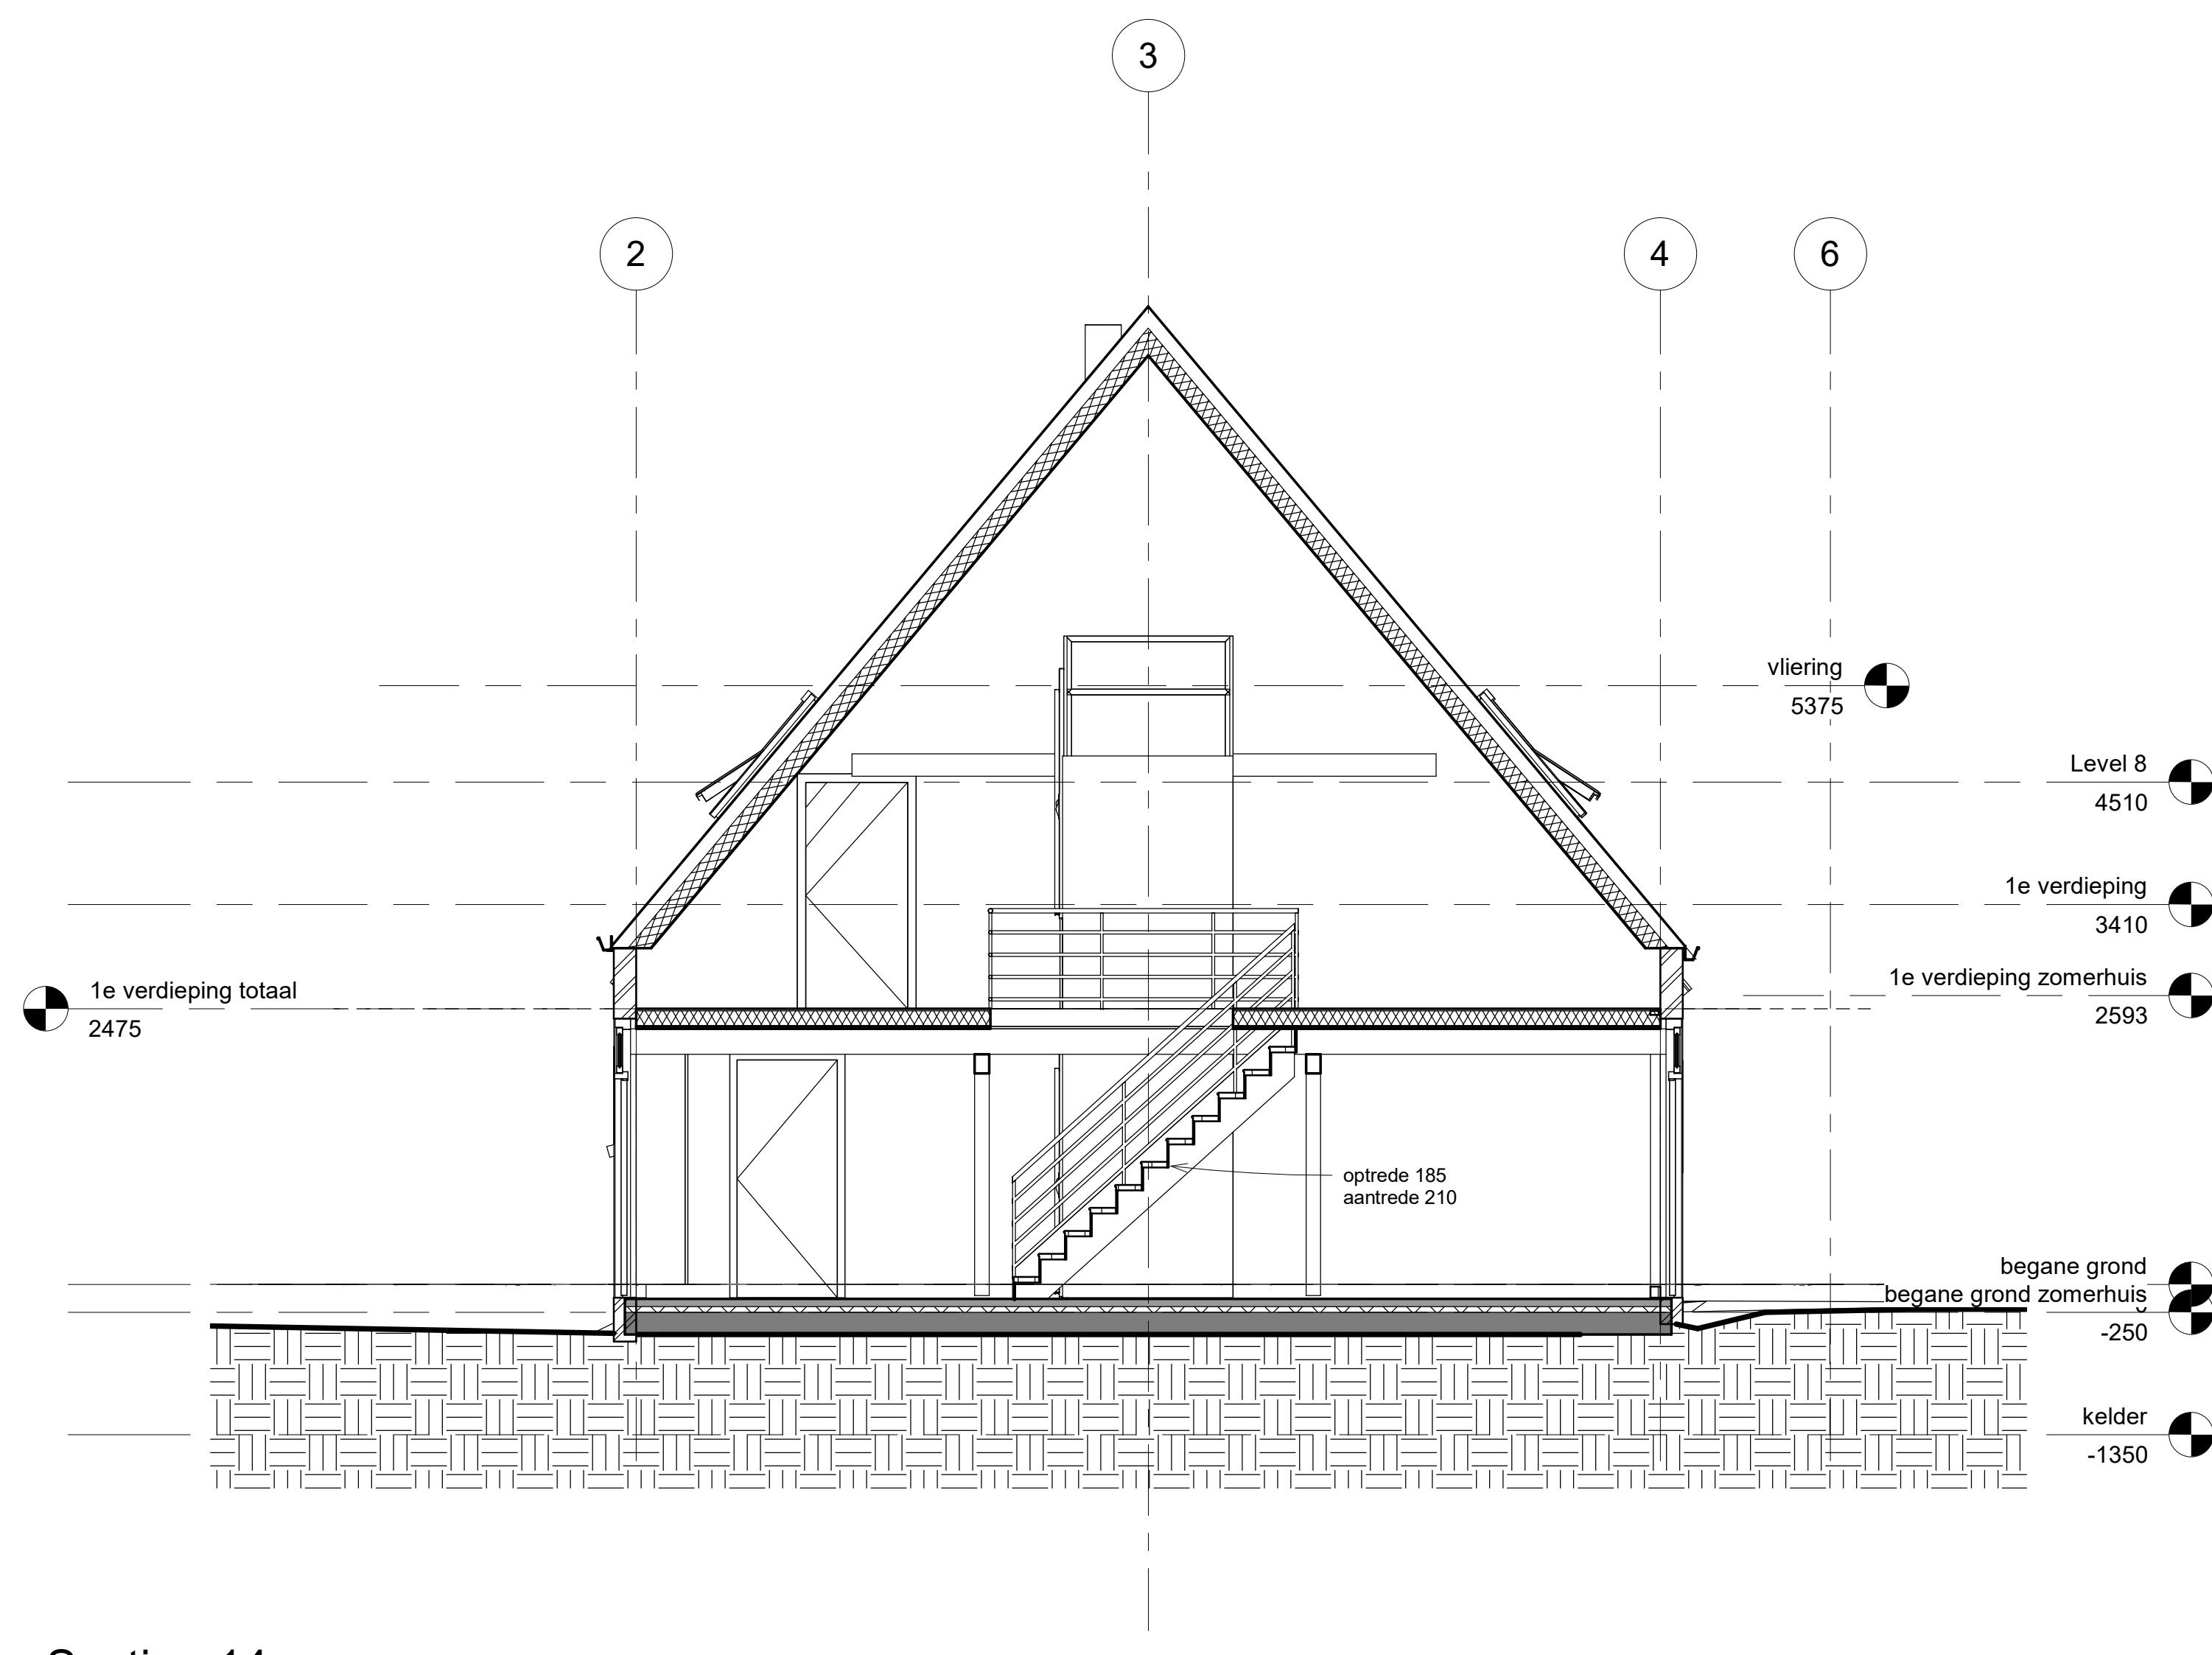 3
2
4
6
vliering
5375
Level 8
4510
1e verdieping
3410
1e verdieping zomerhuis
2593
1e verdieping totaal
2475
optrede 185
aantrede 210
begane grond
begane grond zomerhuis
-250
kelder
-1350